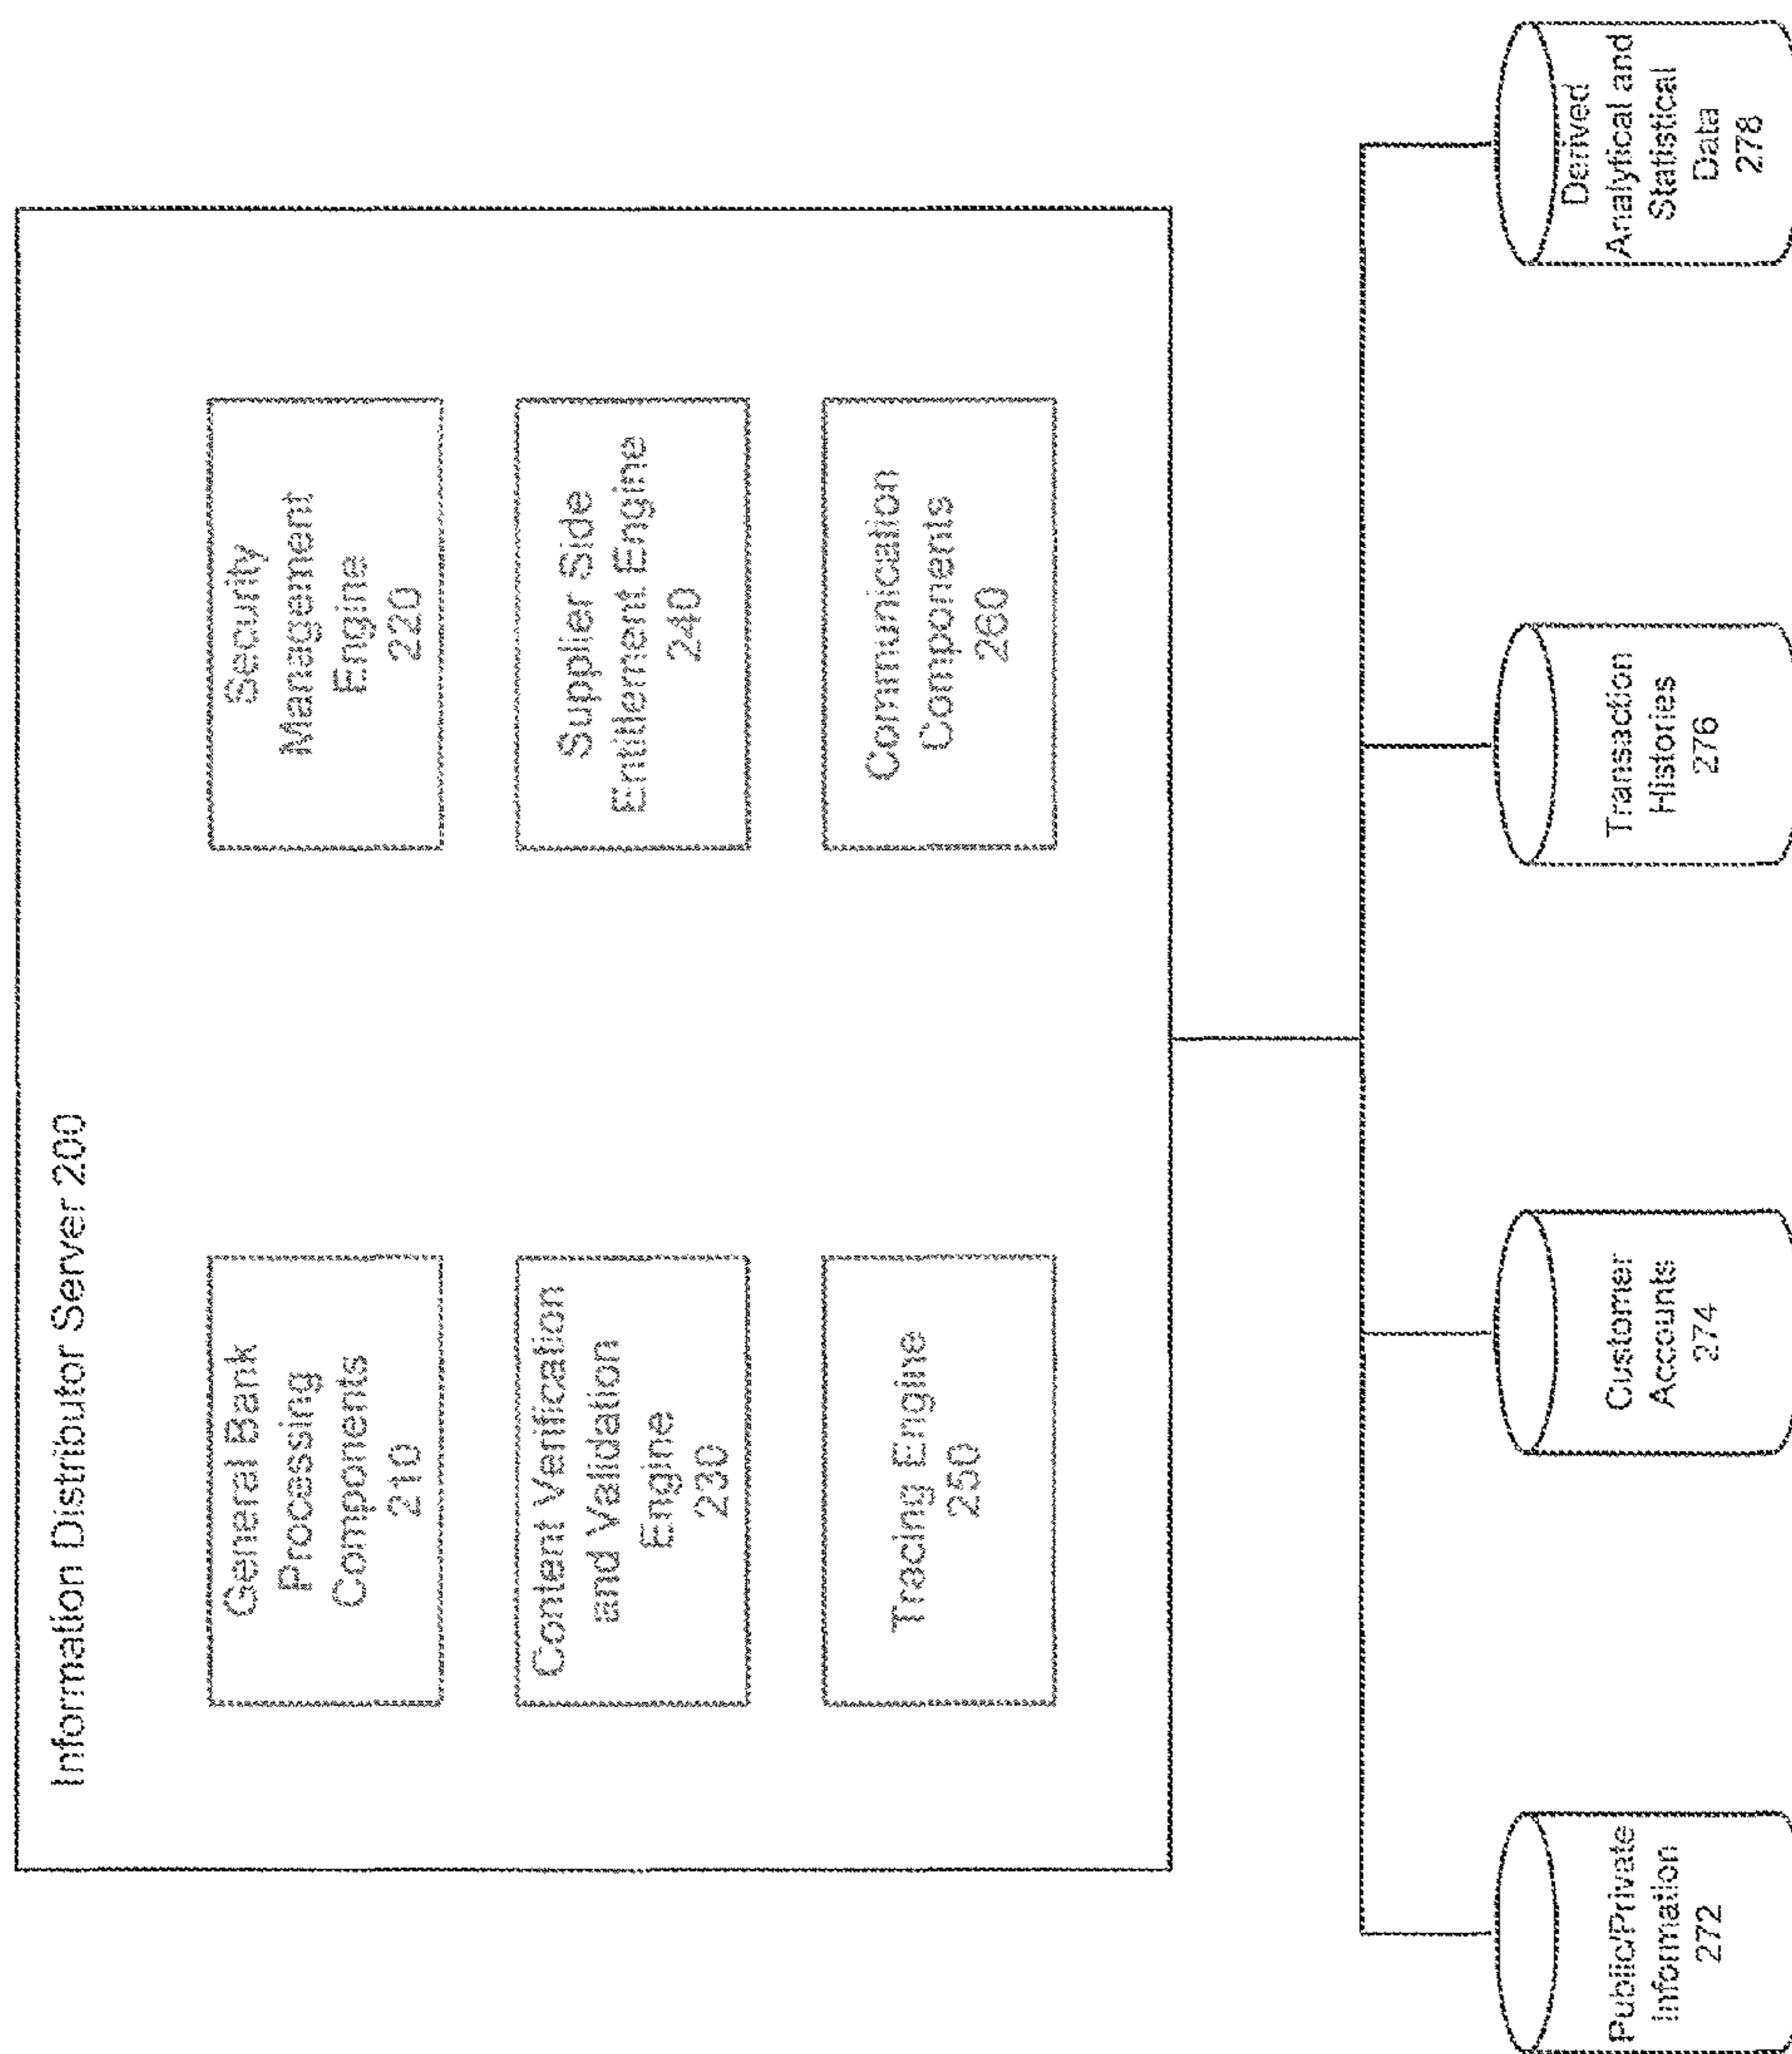 Information Distributor Server 200
General Bank
Processing
Components
210
Security
Management
Engine
220
Content Verification
and Validation
Engine
230
Supplier Side
Entitlement Engine
240
Tracing Engine
250
Communication
Components
260
Public/Private
Information
272
Customer
Accounts
274
Transaction
Histories
276
Derived
Analytical and
Statistical
Data
278